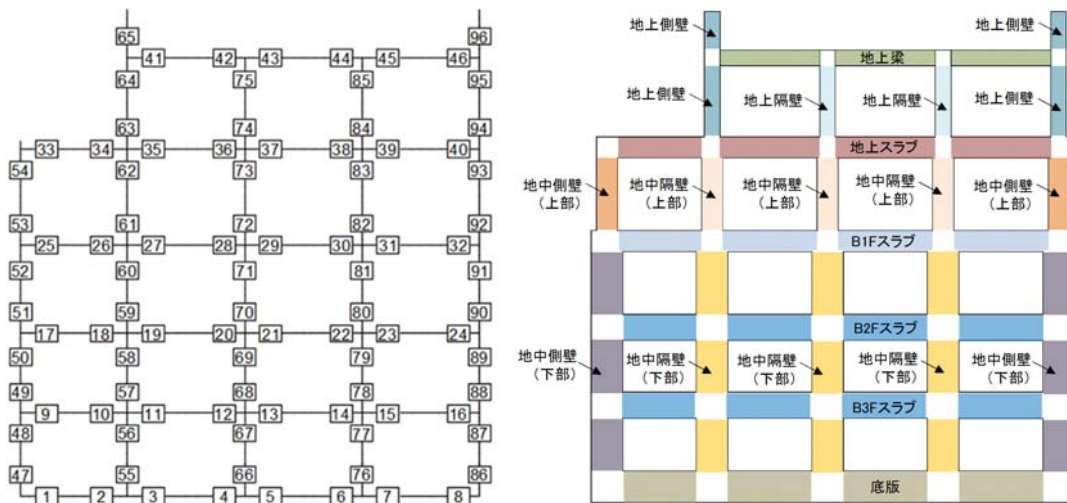 65 96
41 42 43 44 45 46
64 75 85 95
63 74 84 94
33 34 35 36 37 38 39 40
54 62 73 83 93
53 61 72 82 92
25 26 27 28 29 30 31 32
52 60 71 81 91
51 59 70 80 90
17 18 19 20 21 22 23 24
50 58 69 79 89
49 57 68 78 88
9 10 11 12 13 14 15 16
48 56 67 77 87
47 55 66 76 86
1 2 3 4 5 6 7 8
地上側壁 地上側壁
地上梁
地上側壁 地上隔壁 地上隔壁 地上側壁
地上スラブ
地中側壁 地中隔壁 地中隔壁 地中隔壁 地中側壁
(上部) (上部) (上部) (上部) (上部)
B1Fスラブ
B2Fスラブ
地中側壁 地中隔壁 地中隔壁 地中隔壁 地中側壁
(下部) (下部) (下部) (下部) (下部)
B3Fスラブ
底版